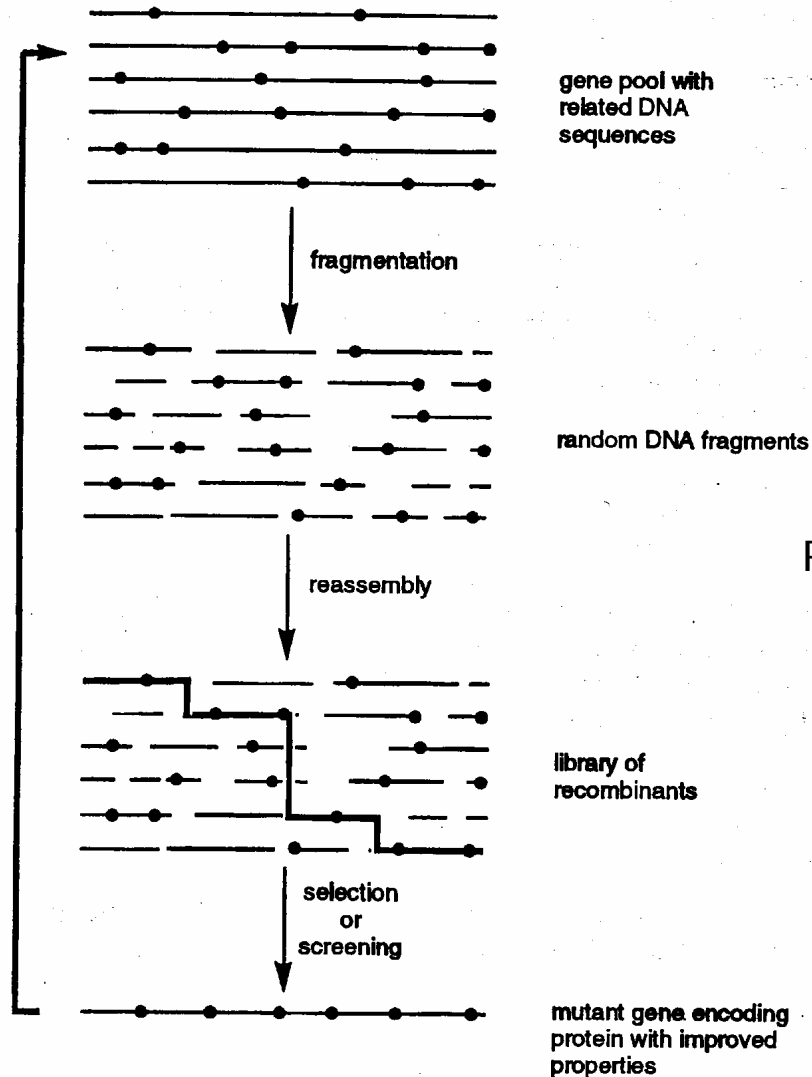 gene pool with
related DNA
sequences
fragmentation
random DNA fragments
reassembly
library of
recombinants
selection
or
screening
mutant gene encoding
protein with improved
properties